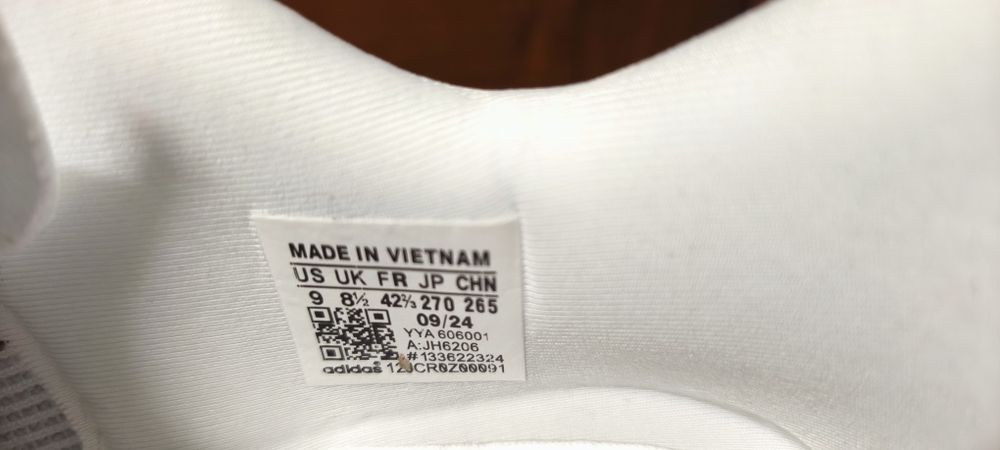 MADE IN VIETNAM
US UK FR JP CHN
9 8½ 42⅔ 270 265
09/24
YYA 606001
A:JH6206
#133622324
adidas